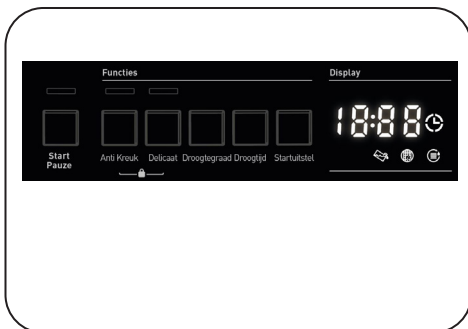 Functies
Display
18:88
Start
Pauze
Anti Kreuk
Delicaat
Droogtegraad
Droogtijd
Startuitstel